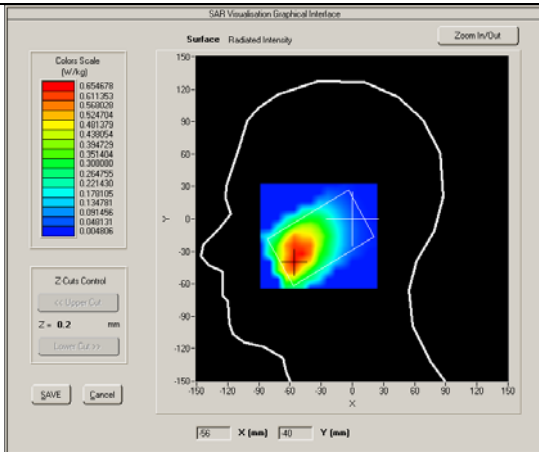 SAR Visualisation Graphical Interface
Surface Radiated Intensity
Zoom In/Out
Colors Scale
(W/kg)
0.654678
0.611353
0.568028
0.524704
0.481379
0.438054
0.394729
0.351404
0.308080
0.264755
0.221430
0.178105
0.134781
0.091456
0.048131
0.004806
Z Cuts Control
<< Upper Cut
Z = 0.2 mm
Lower Cut >>
SAVE Cancel
150
120
90
60
30
0
-30
-60
-90
-120
-150
Y
-150 -120 -90 -60 -30 0 30 60 90 120 150
X
-56 X (mm) -40 Y (mm)